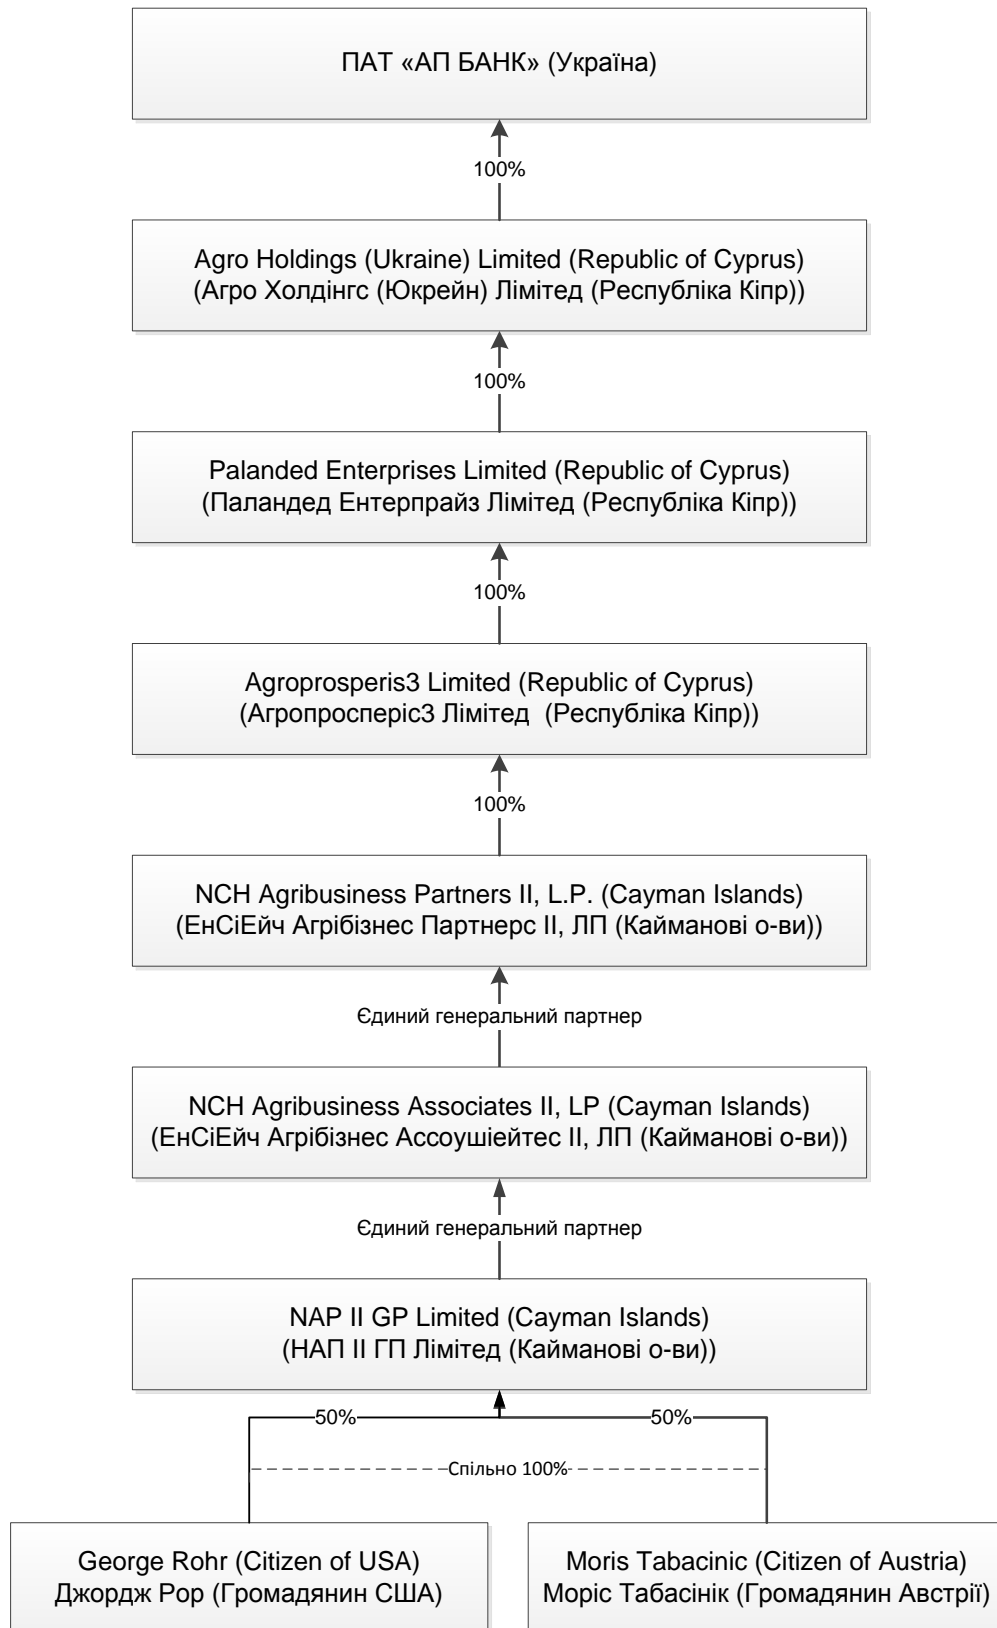 ПАТ «АП БАНК» (Україна)
100%
Agro Holdings (Ukraine) Limited (Republic of Cyprus)
(Агро Холдінгс (Юкрейн) Лімітед (Республіка Кіпр))
100%
Palanded Enterprises Limited (Republic of Cyprus)
(Паландед Ентерпрайз Лімітед (Республіка Кіпр))
100%
Agroprosperis3 Limited (Republic of Cyprus)
(Агропросперіс3 Лімітед (Республіка Кіпр))
100%
NCH Agribusiness Partners II, L.P. (Cayman Islands)
(ЕнСіЕйч Агрібізнес Партнерс II, ЛП (Кайманові о-ви))
Єдиний генеральний партнер
NCH Agribusiness Associates II, LP (Cayman Islands)
(ЕнСіЕйч Агрібізнес Ассоушіейтес II, ЛП (Кайманові о-ви))
Єдиний генеральний партнер
NAP II GP Limited (Cayman Islands)
(НАП II ГП Лімітед (Кайманові о-ви))
50% 50%
Спільно 100%
George Rohr (Citizen of USA)
Джордж Рор (Громадянин США)
Moris Tabacinic (Citizen of Austria)
Моріс Табасінік (Громадянин Австрії)